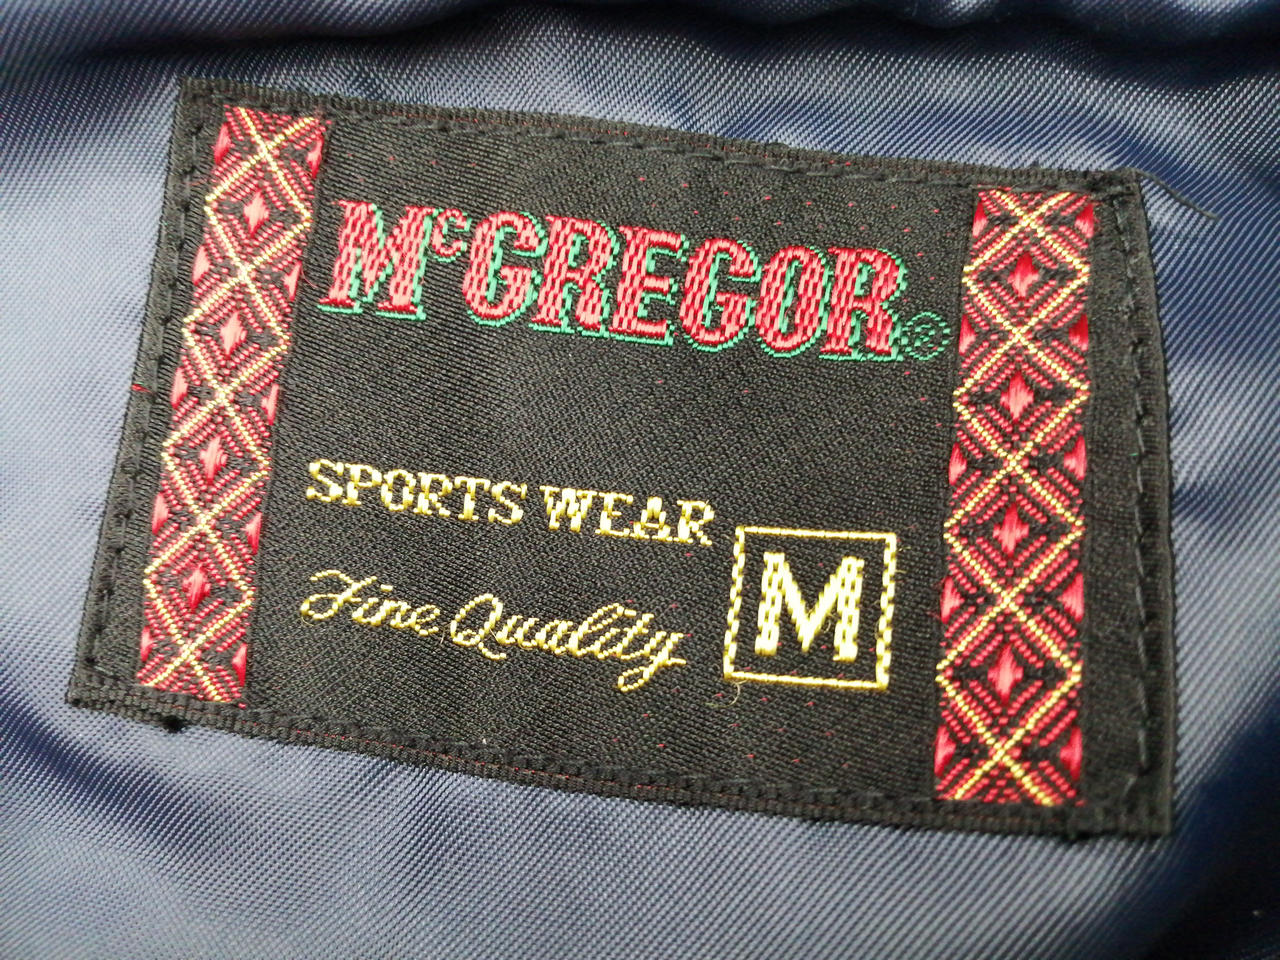 McGREGOR®
SPORTS WEAR
Fine Quality
M